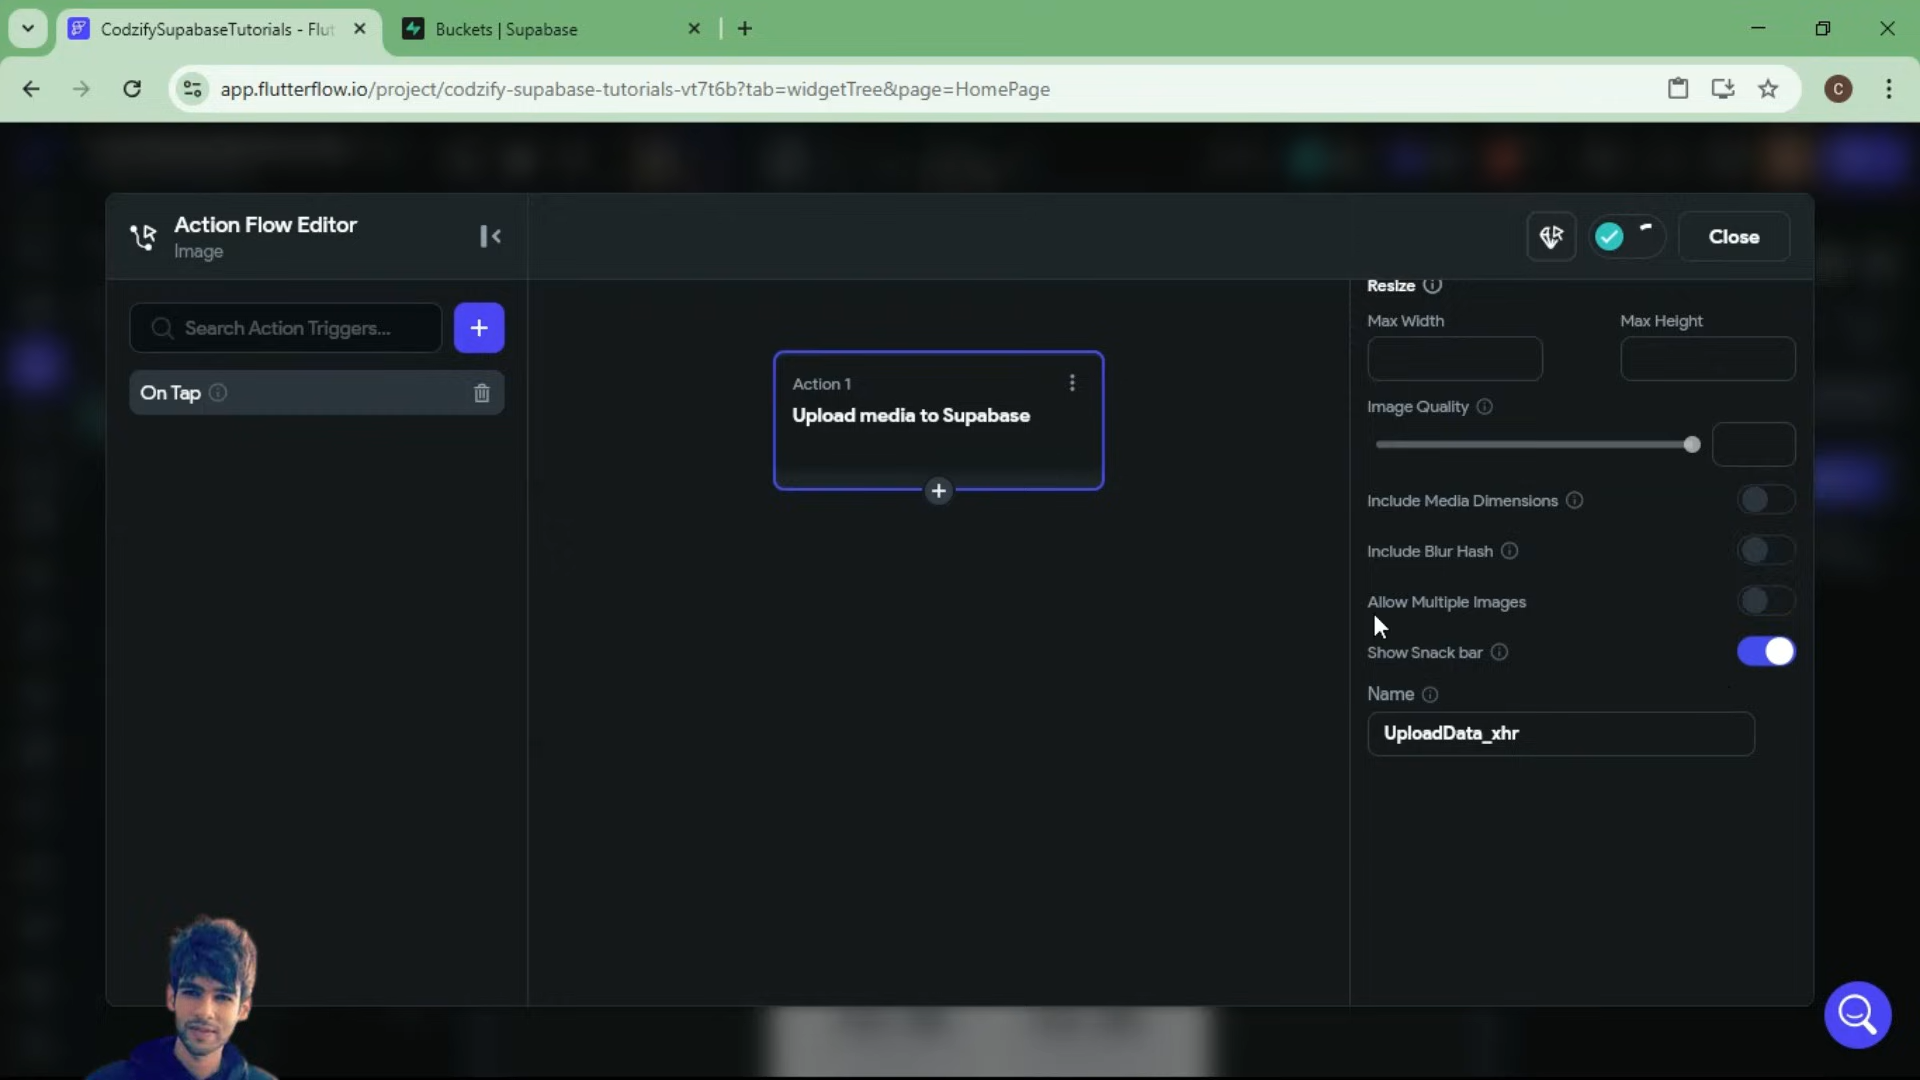 CodzifySupabaseTutorials - Flut
Buckets | Supabase
app.flutterflow.io/project/codzify-supabase-tutorials-vt7t6b?tab=widgetTree&page=HomePage
C
Action Flow Editor
Image
Close
Search Action Triggers...
On Tap
Action 1
Upload media to Supabase
Resize
Max Width
Max Height
Image Quality
Include Media Dimensions
Include Blur Hash
Allow Multiple Images
Show Snack bar
Name
UploadData_xhr